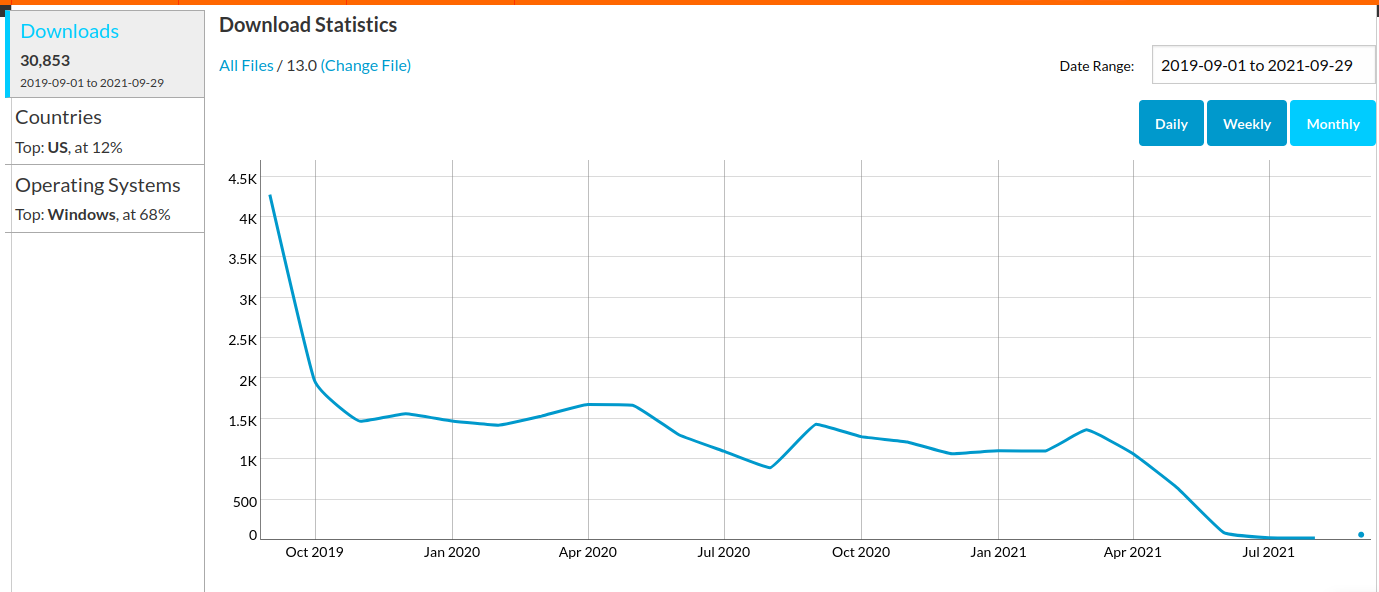 Downloads
30,853
2019-09-01 to 2021-09-29
Countries
Top: US, at 12%
Operating Systems
Top: Windows, at 68%
Download Statistics
All Files / 13.0 (Change File)
Date Range: 2019-09-01 to 2021-09-29
Daily Weekly Monthly
4.5K
4K
3.5K
3K
2.5K
2K
1.5K
1K
500
0
Oct 2019 Jan 2020 Apr 2020 Jul 2020 Oct 2020 Jan 2021 Apr 2021 Jul 2021